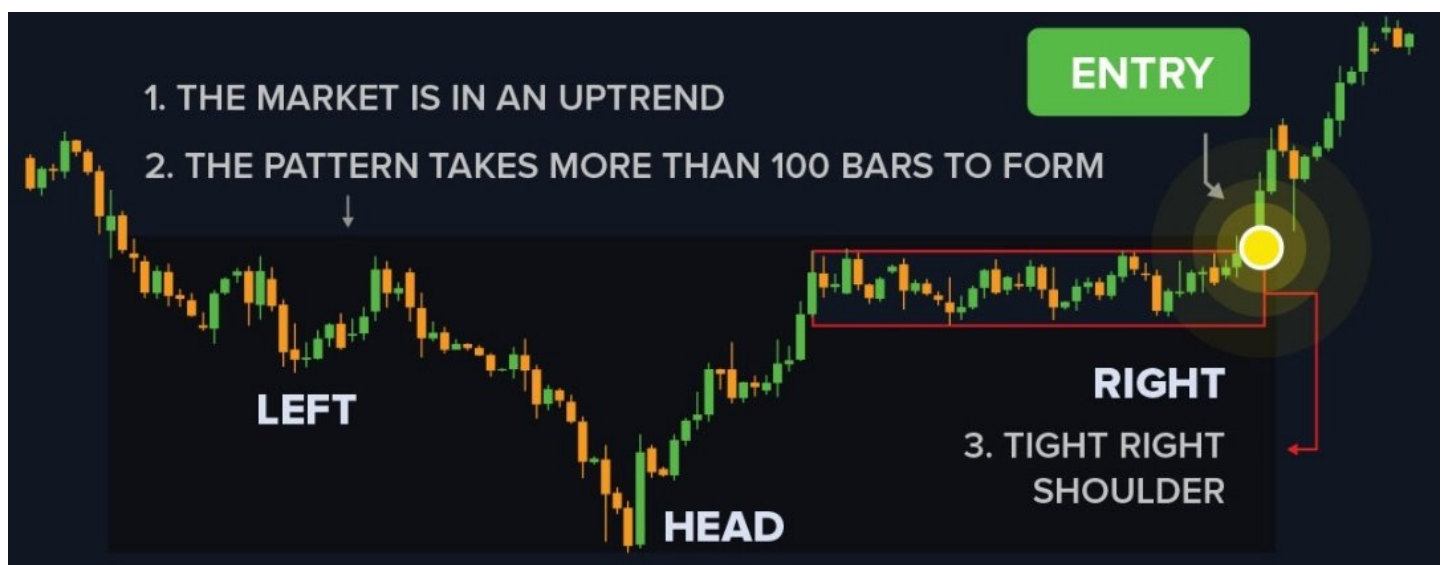 1. THE MARKET IS IN AN UPTREND
ENTRY
2. THE PATTERN TAKES MORE THAN 100 BARS TO FORM
LEFT
RIGHT
3. TIGHT RIGHT
SHOULDER
HEAD